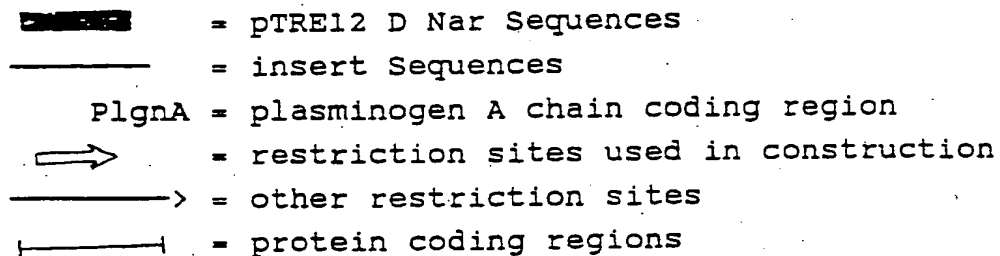 = pTRE12 D Nar Sequences
= insert Sequences
PlgnA = plasminogen A chain coding region
= restriction sites used in construction
= other restriction sites
= protein coding regions